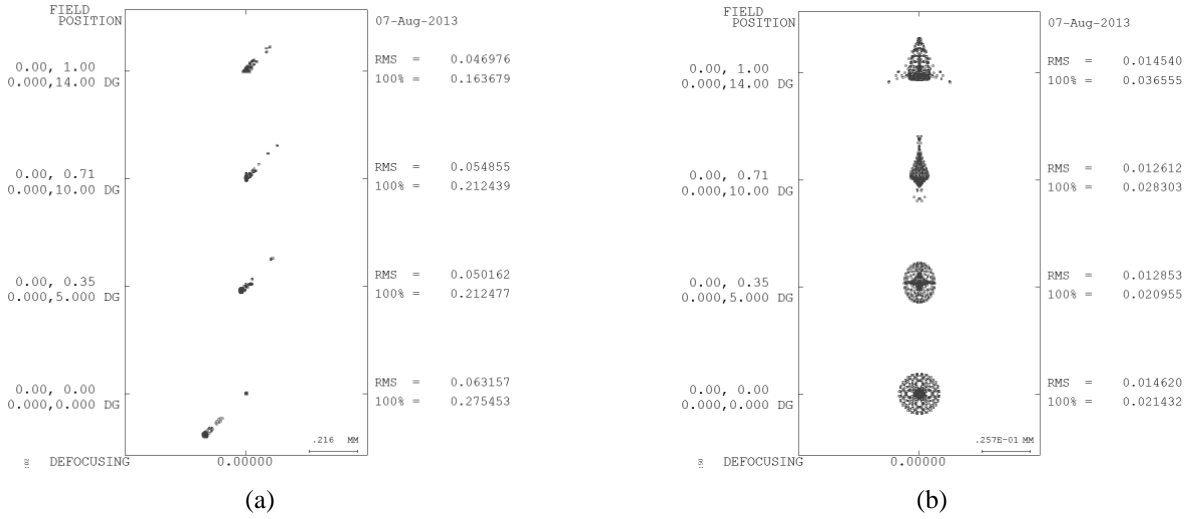 FIELD
POSITION
07-Aug-2013
0.00, 1.00
0.000,14.00 DG
RMS = 0.046976
100% = 0.163679
0.00, 0.71
0.000,10.00 DG
RMS = 0.054855
100% = 0.212439
0.00, 0.35
0.000,5.000 DG
RMS = 0.050162
100% = 0.212477
0.00, 0.00
0.000,0.000 DG
RMS = 0.063157
100% = 0.275453
.216 MM
DEFOCUSING 0.00000
(a)
FIELD
POSITION
07-Aug-2013
0.00, 1.00
0.000,14.00 DG
RMS = 0.014540
100% = 0.036555
0.00, 0.71
0.000,10.00 DG
RMS = 0.012612
100% = 0.028303
0.00, 0.35
0.000,5.000 DG
RMS = 0.012853
100% = 0.020955
0.00, 0.00
0.000,0.000 DG
RMS = 0.014620
100% = 0.021432
.257E-01 MM
DEFOCUSING 0.00000
(b)